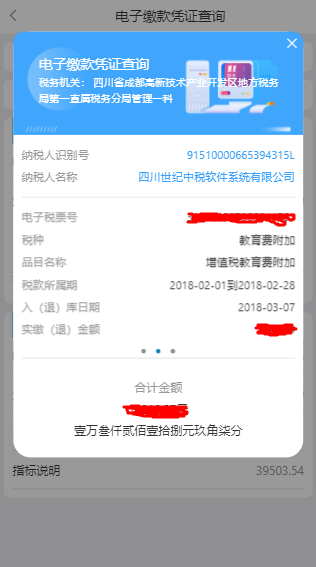 电子缴款凭证查询
电子缴款凭证查询
税务机关： 四川省成都高新技术产业开发区地方税务
局第一直属税务分局管理一科
纳税人识别号 91510000665394315L
纳税人名称 四川世纪中税软件系统有限公司
电子税票号
税种 教育费附加
品目名称 增值税教育费附加
税款所属期 2018-02-01到2018-02-28
入（退）库日期 2018-03-07
实缴（退）金额
合计金额
壹万叁仟贰佰壹拾捌元玖角柒分
指标说明 39503.54